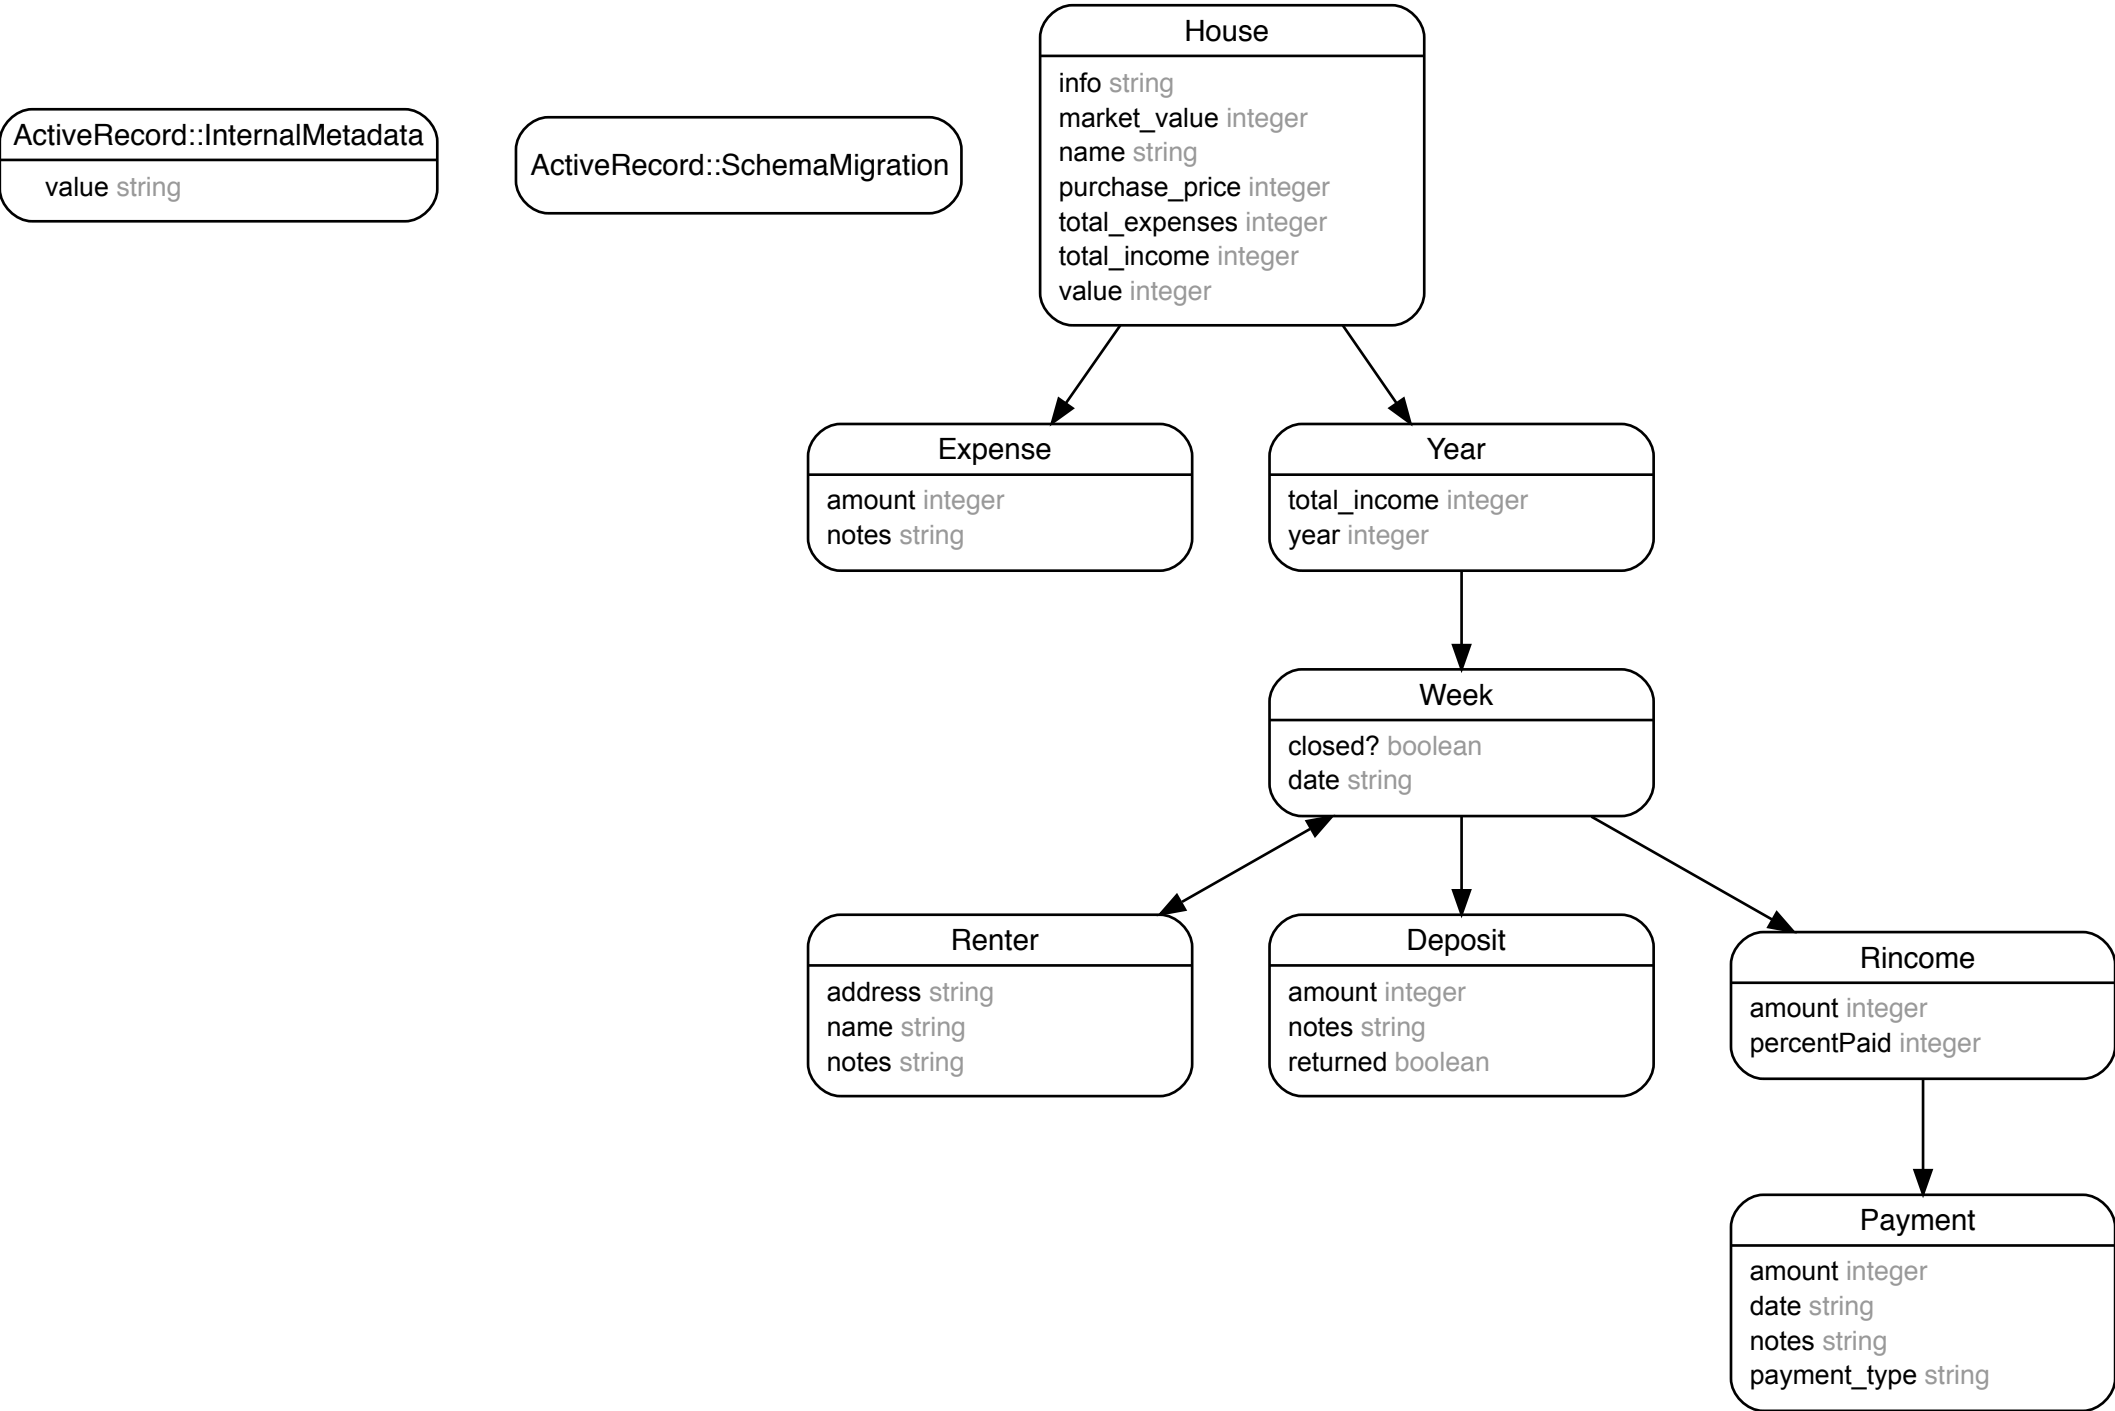 House
info string
market_value integer
name string
purchase_price integer
total_expenses integer
total_income integer
value integer
ActiveRecord::InternalMetadata
value string
ActiveRecord::SchemaMigration
Expense
amount integer
notes string
Year
total_income integer
year integer
Week
closed? boolean
date string
Renter
address string
name string
notes string
Deposit
amount integer
notes string
returned boolean
Rincome
amount integer
percentPaid integer
Payment
amount integer
date string
notes string
payment_type string